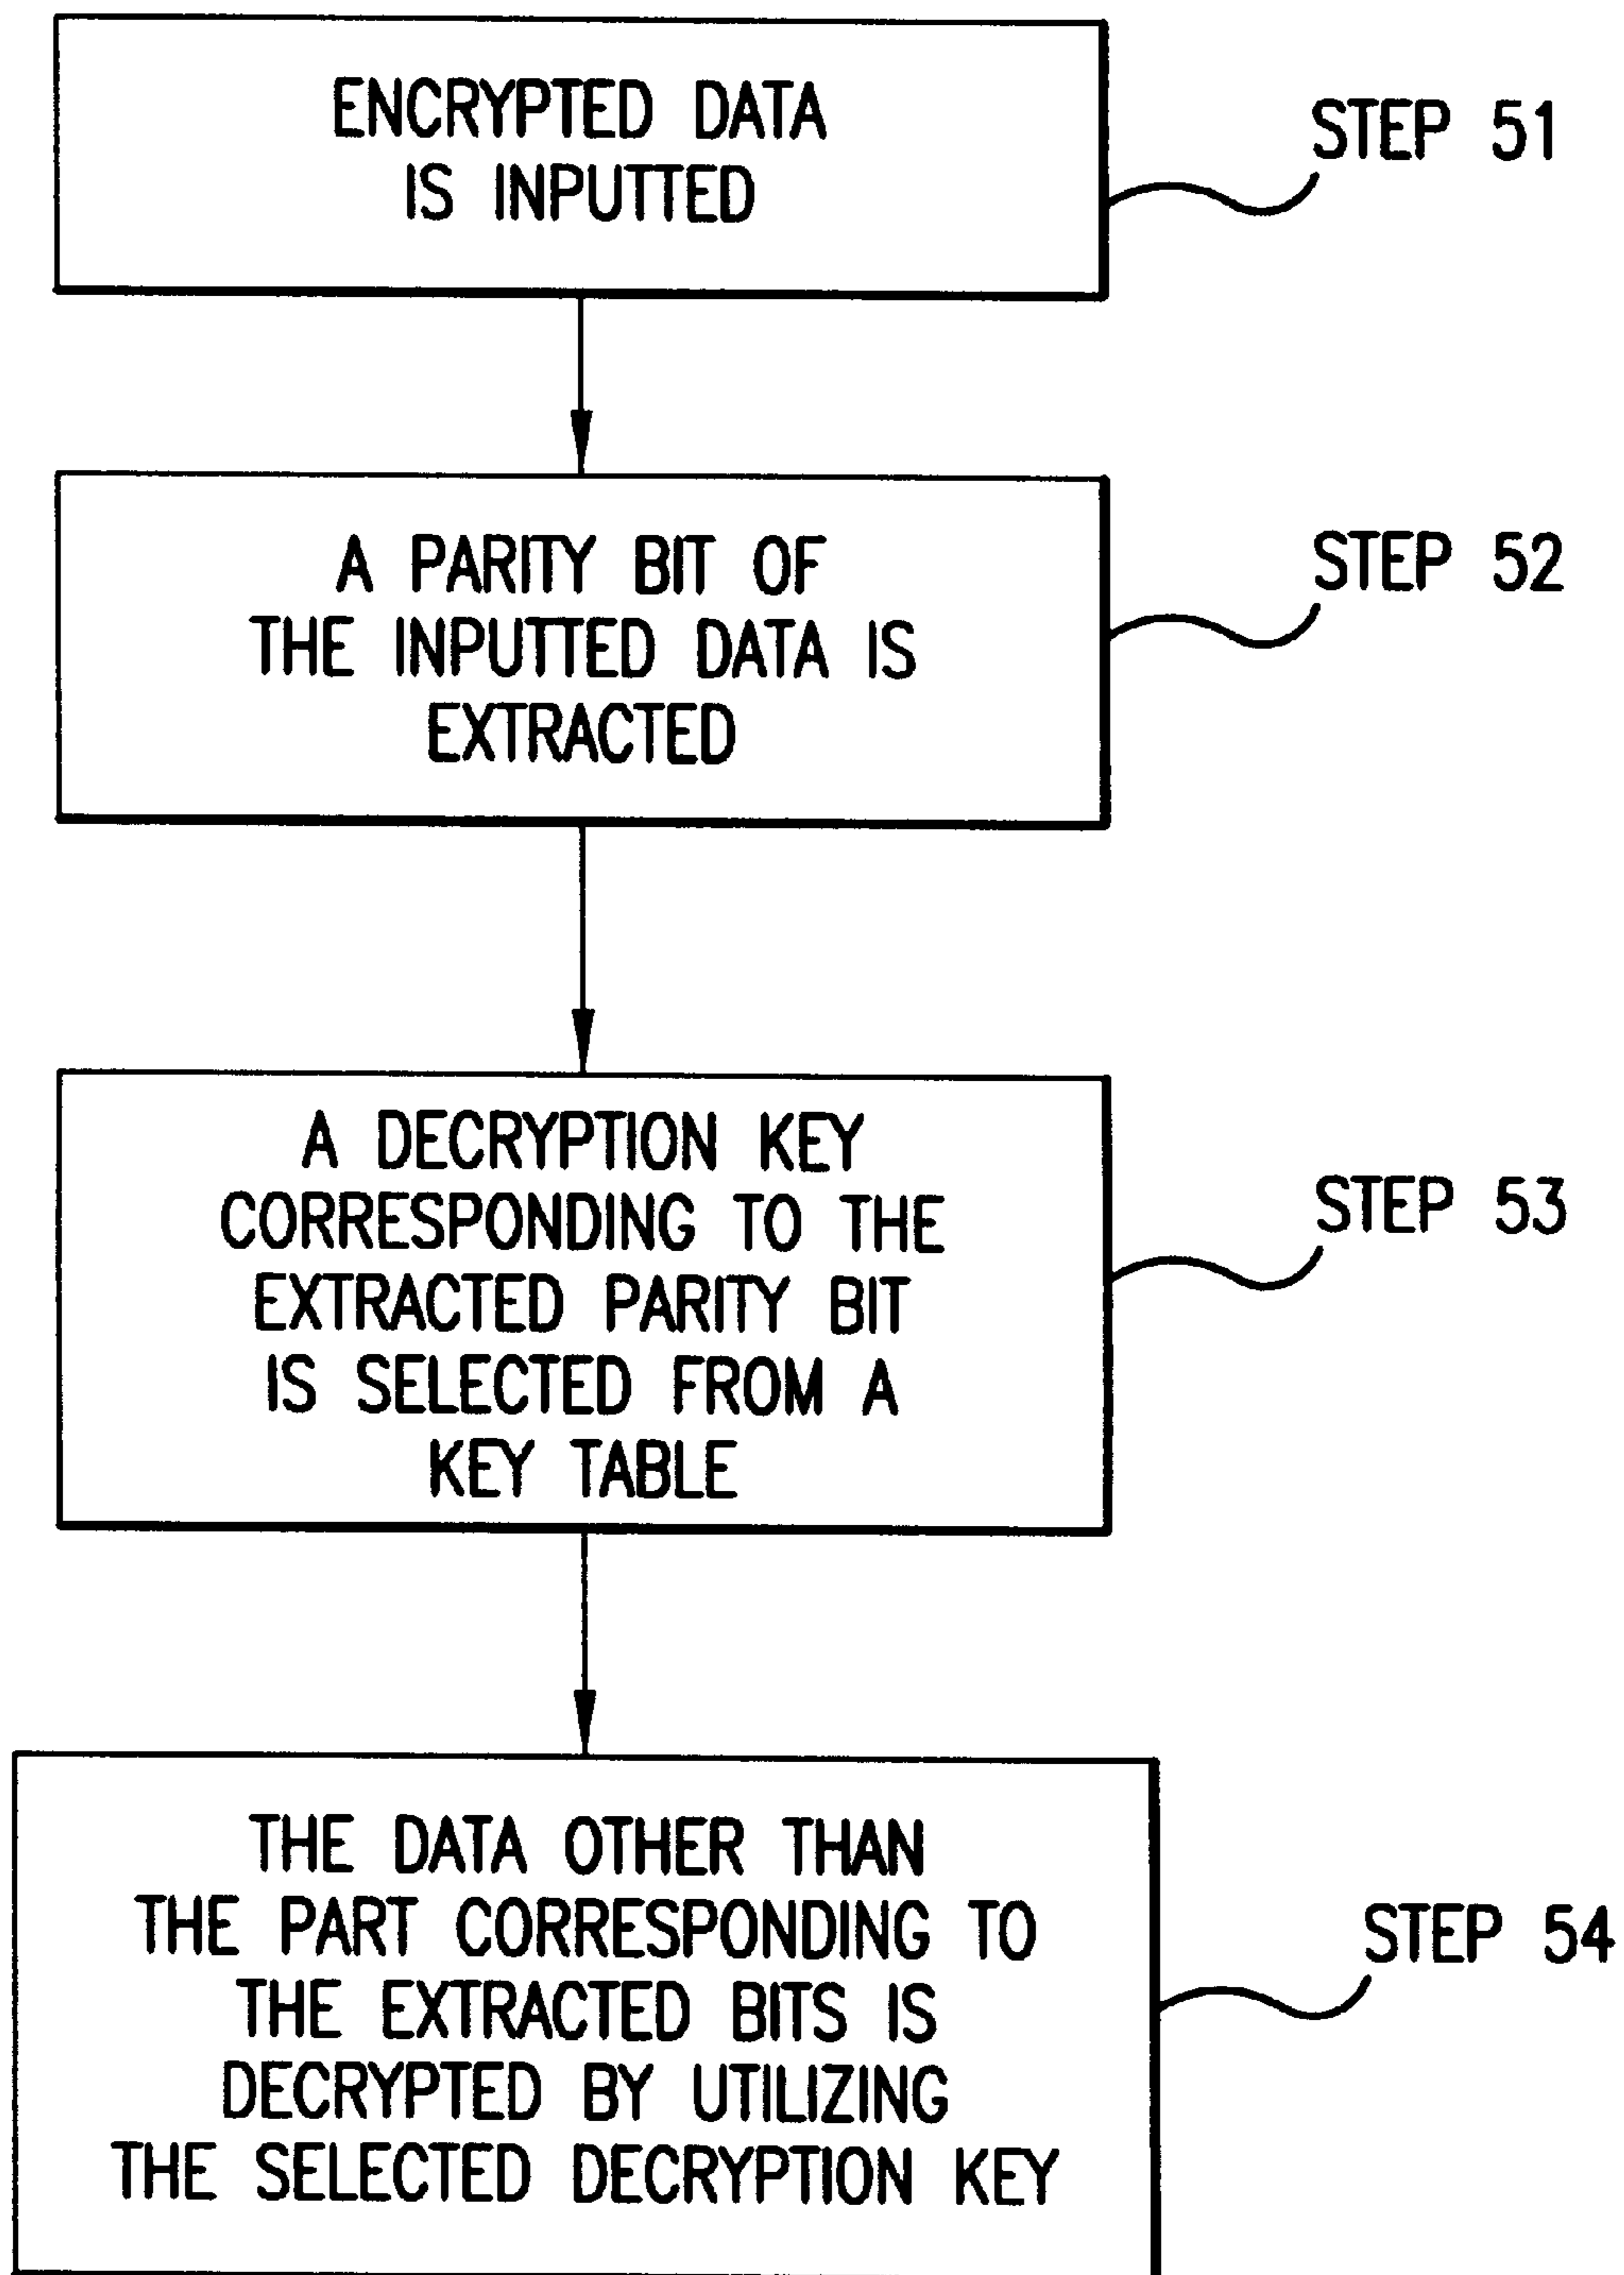 ENCRYPTED DATA
IS INPUTTED
STEP 51
A PARITY BIT OF
THE INPUTTED DATA IS
EXTRACTED
STEP 52
A DECRYPTION KEY
CORRESPONDING TO THE
EXTRACTED PARITY BIT
IS SELECTED FROM A
KEY TABLE
STEP 53
THE DATA OTHER THAN
THE PART CORRESPONDING TO
THE EXTRACTED BITS IS
DECRYPTED BY UTILIZING
THE SELECTED DECRYPTION KEY
STEP 54